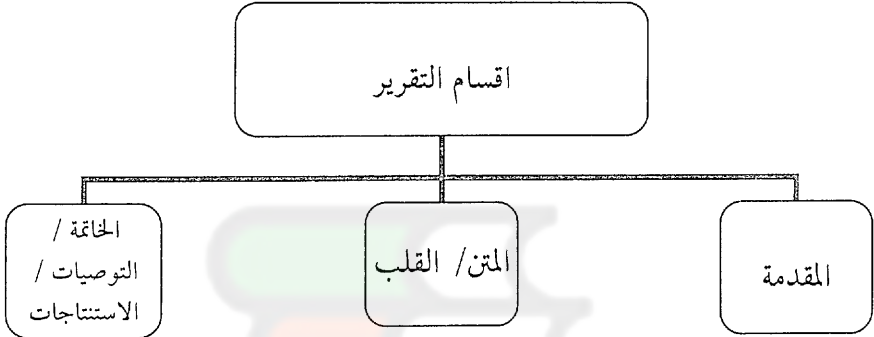 اقسام التقرير
المقدمة
المتن/ القلب
الخاتمة /
التوصيات /
الاستنتاجات